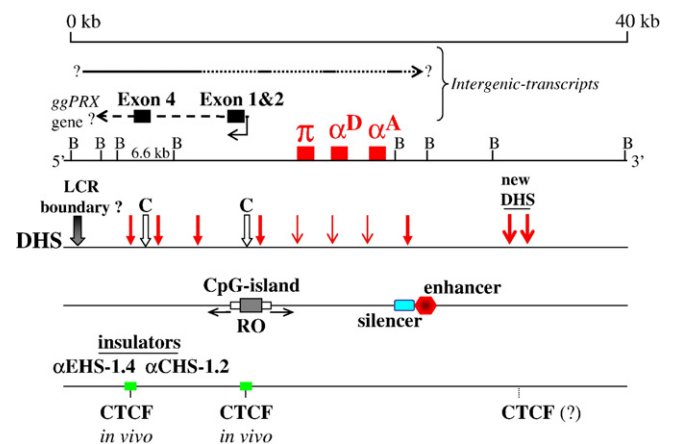 0 kb 40 kb
? ?
Intergenic-transcripts
ggPRX Exon 4 Exon 1&2
gene ?
π αD αA
B B B B B B B B
5' 6.6 kb 3'
LCR
boundary ?
C C
new
DHS
DHS
CpG-island
enhancer
RO
silencer
insulators
αEHS-1.4 αCHS-1.2
CTCF CTCF CTCF (?)
in vivo in vivo